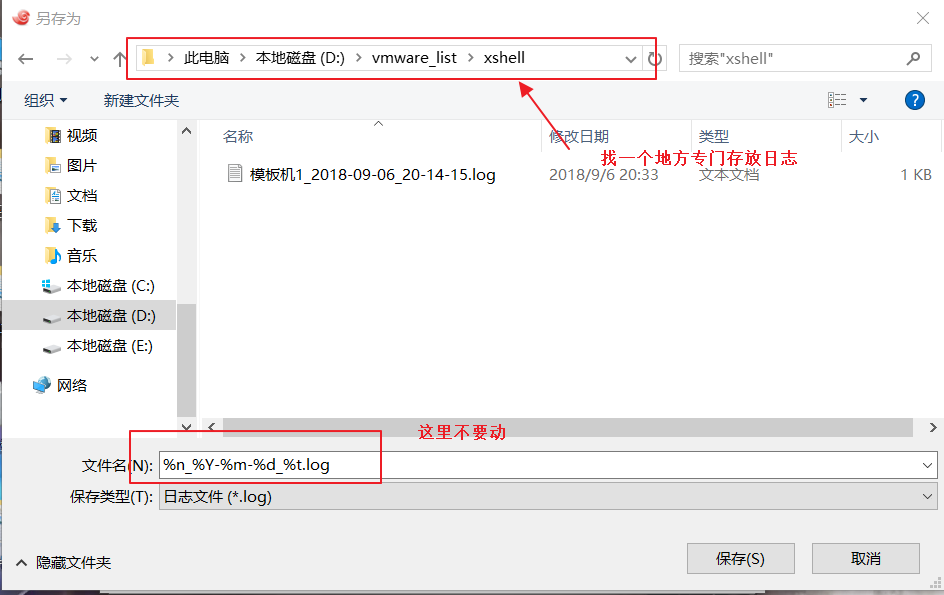 另存为
此电脑 本地磁盘 (D:) vmware_list xshell
搜索"xshell"
组织 新建文件夹
?
视频
图片
文档
下载
音乐
本地磁盘 (C:)
本地磁盘 (D:)
本地磁盘 (E:)
网络
名称 修改日期 类型 大小
找一个地方专门存放日志
模板机1_2018-09-06_20-14-15.log 2018/9/6 20:33 文本文档 1 KB
这里不要动
文件名(N): %n_%Y-%m-%d_%t.log
保存类型(T): 日志文件 (*.log)
隐藏文件夹 保存(S) 取消